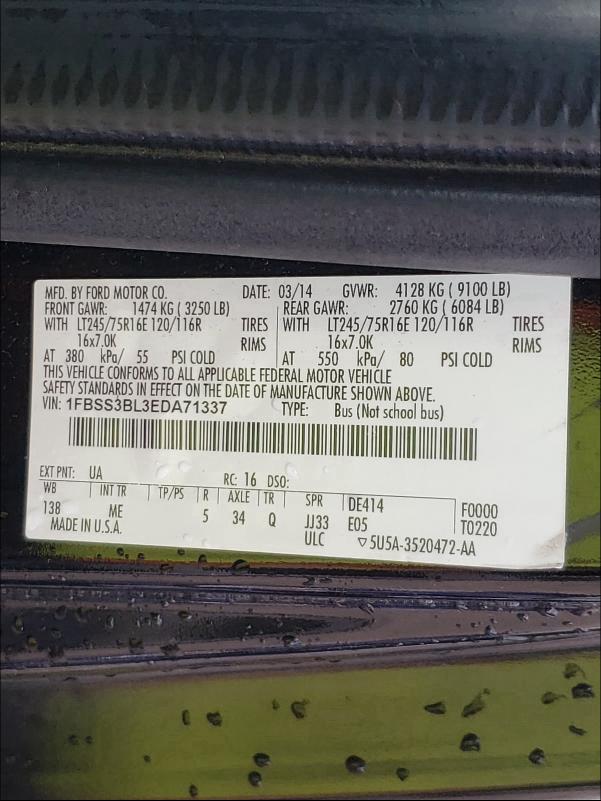 MFD. BY FORD MOTOR CO. DATE: 03/14 GVWR: 4128 KG ( 9100 LB)
FRONT GAWR: 1474 KG ( 3250 LB) REAR GAWR: 2760 KG ( 6084 LB)
WITH LT245/75R16E 120/116R TIRES WITH LT245/75R16E 120/116R TIRES
16x7.0K RIMS 16x7.0K RIMS
AT 380 kPa/ 55 PSI COLD AT 550 kPa/ 80 PSI COLD
THIS VEHICLE CONFORMS TO ALL APPLICABLE FEDERAL MOTOR VEHICLE
SAFETY STANDARDS IN EFFECT ON THE DATE OF MANUFACTURE SHOWN ABOVE.
VIN: 1FBSS3BL3EDA71337 TYPE: Bus (Not school bus)
EXT PNT: UA RC: 16 DSO:
WB INT TR TP/PS R AXLE TR SPR DE414 F0000
138 ME 5 34 Q JJ33 E05 T0220
MADE IN U.S.A. ULC ▽5U5A-3520472-AA